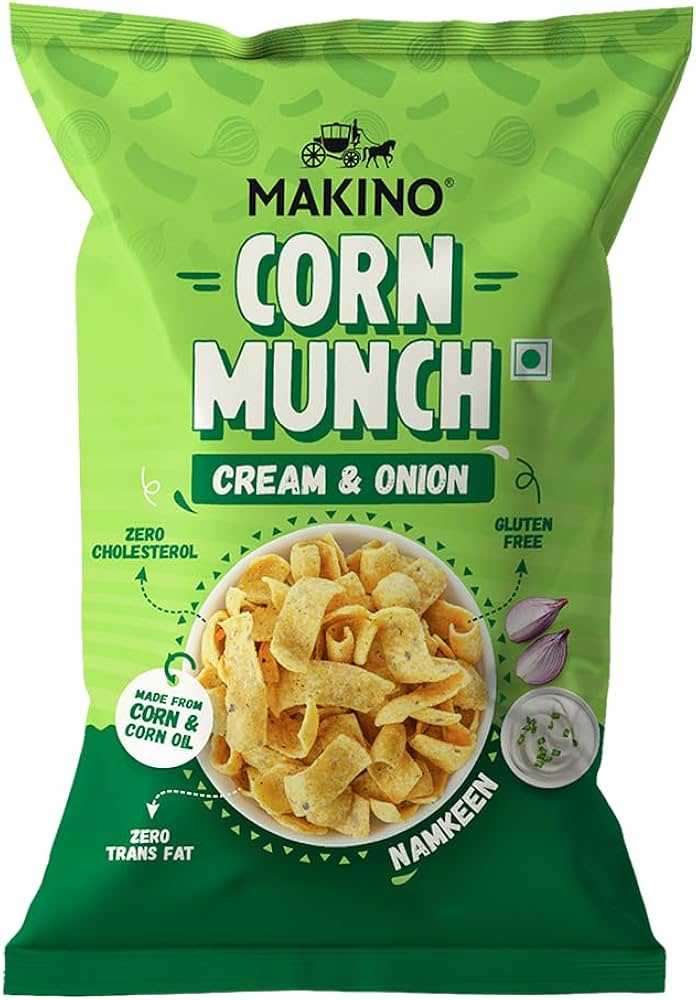 MAKINO®
CORN
MUNCH
CREAM & ONION
ZERO
CHOLESTEROL
GLUTEN
FREE
MADE FROM
CORN &
CORN OIL
ZERO
TRANS FAT
NAMKEEN